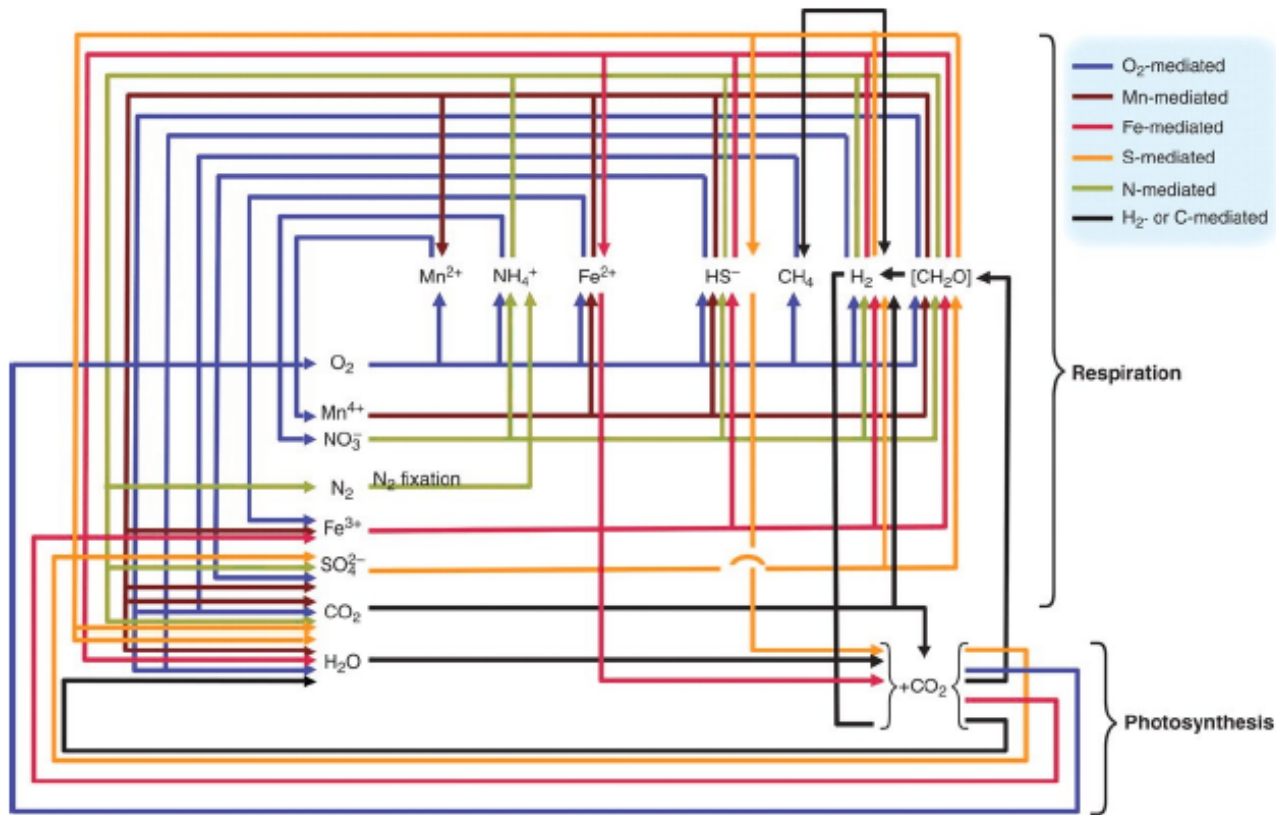 O₂-mediated
Mn-mediated
Fe-mediated
S-mediated
N-mediated
H₂- or C-mediated
Mn²⁺ NH₄⁺ Fe²⁺ HS⁻ CH₄ H₂ [CH₂O]
O₂
Respiration
Mn⁴⁺
NO₃⁻
N₂ N₂ fixation
Fe³⁺
SO₄²⁻
CO₂
H₂O
+CO₂
Photosynthesis